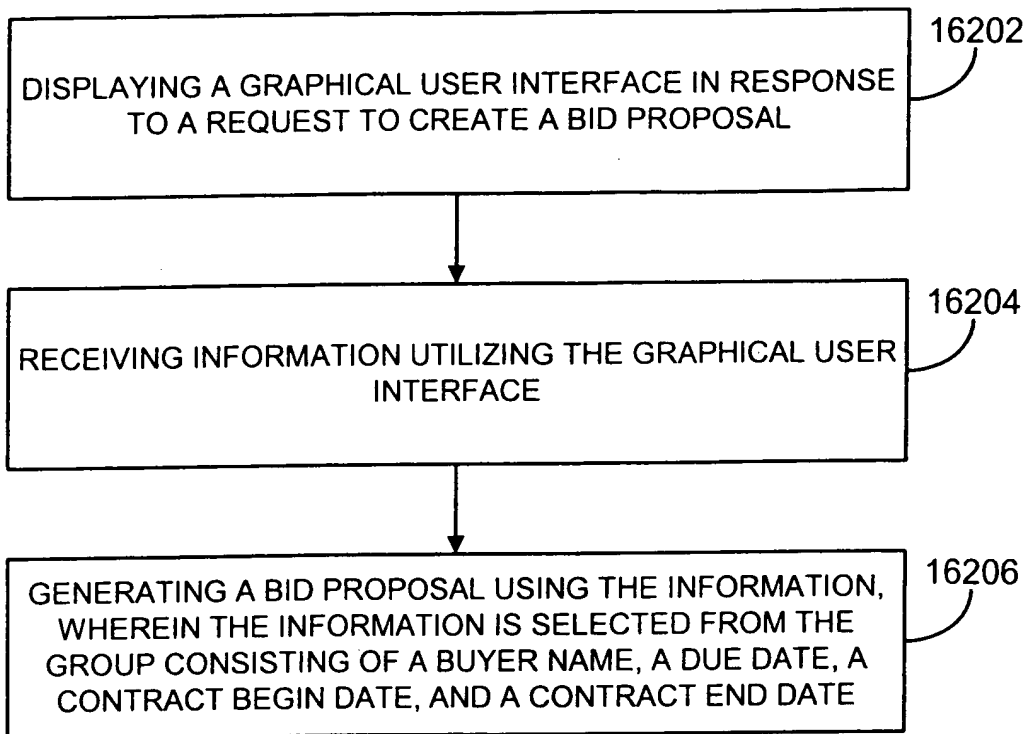 16202
DISPLAYING A GRAPHICAL USER INTERFACE IN RESPONSE
TO A REQUEST TO CREATE A BID PROPOSAL
16204
RECEIVING INFORMATION UTILIZING THE GRAPHICAL USER
INTERFACE
16206
GENERATING A BID PROPOSAL USING THE INFORMATION,
WHEREIN THE INFORMATION IS SELECTED FROM THE
GROUP CONSISTING OF A BUYER NAME, A DUE DATE, A
CONTRACT BEGIN DATE, AND A CONTRACT END DATE